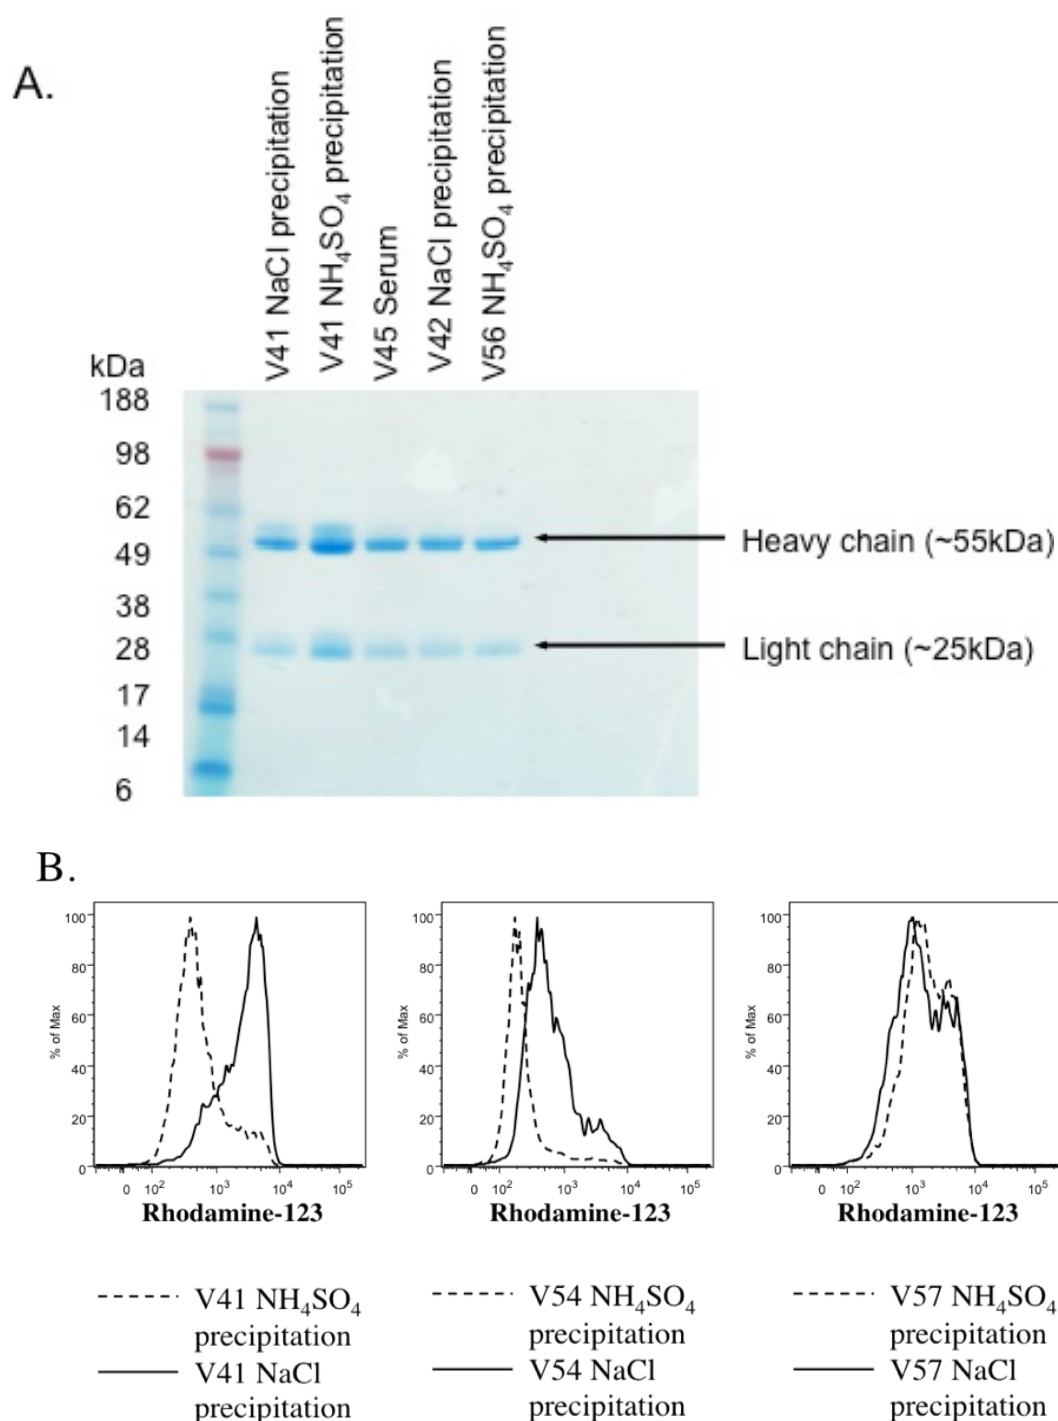 A.
V41 NaCl precipitation
V41 NH₄SO₄ precipitation
V45 Serum
V42 NaCl precipitation
V56 NH₄SO₄ precipitation
kDa
188
98
62
49
38
28
17
14
6
Heavy chain (~55kDa)
Light chain (~25kDa)
B.
100
80
60
40
20
0
% of Max
0 10² 10³ 10⁴ 10⁵
Rhodamine-123
100
80
60
40
20
0
% of Max
0 10² 10³ 10⁴ 10⁵
Rhodamine-123
100
80
60
40
20
0
% of Max
0 10² 10³ 10⁴ 10⁵
Rhodamine-123
V41 NH₄SO₄
precipitation
V41 NaCl
precipitation
V54 NH₄SO₄
precipitation
V54 NaCl
precipitation
V57 NH₄SO₄
precipitation
V57 NaCl
precipitation